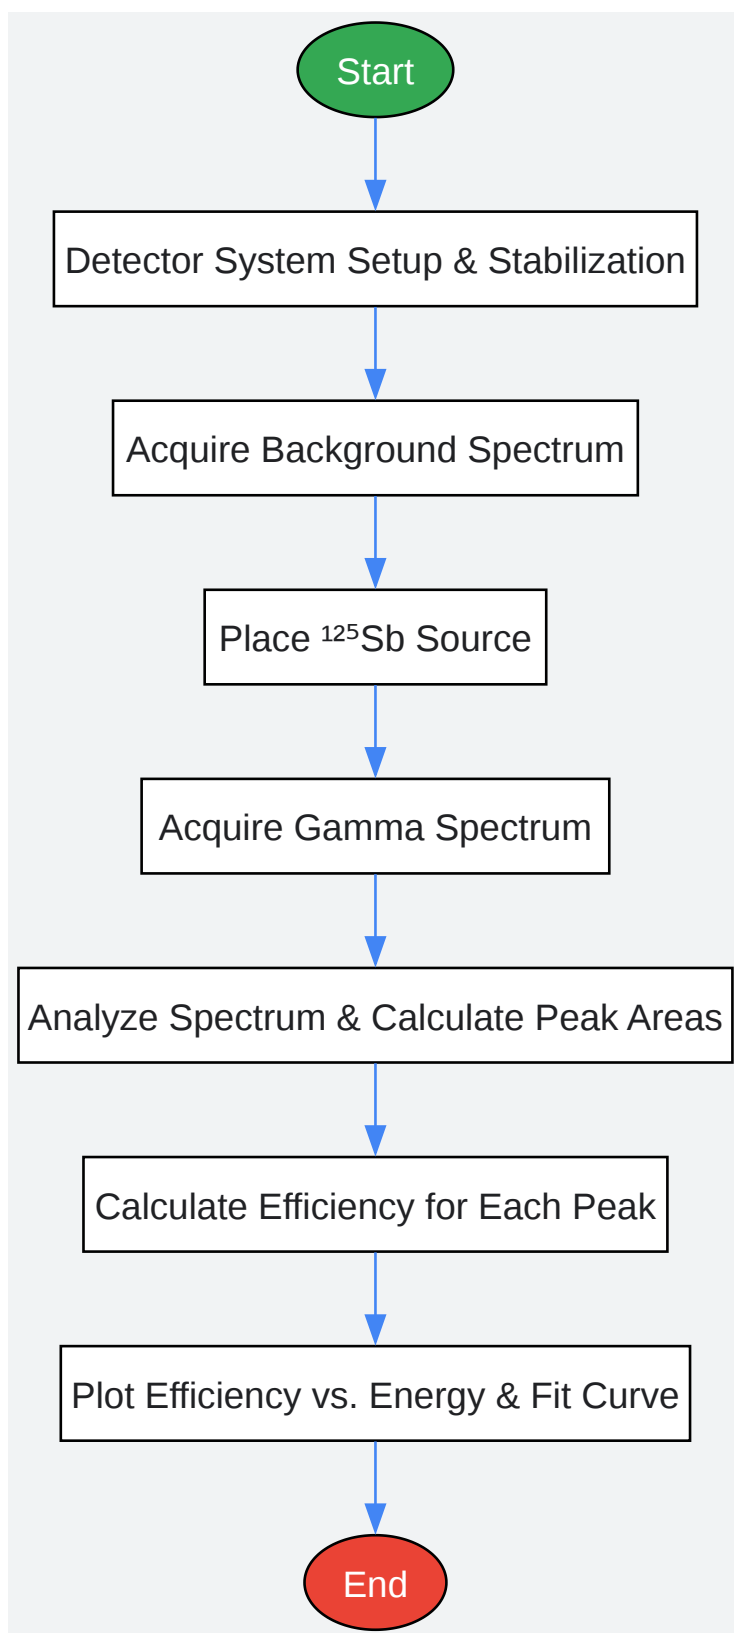 Start
Detector System Setup & Stabilization
Acquire Background Spectrum
Place ¹²⁵Sb Source
Acquire Gamma Spectrum
Analyze Spectrum & Calculate Peak Areas
Calculate Efficiency for Each Peak
Plot Efficiency vs. Energy & Fit Curve
End